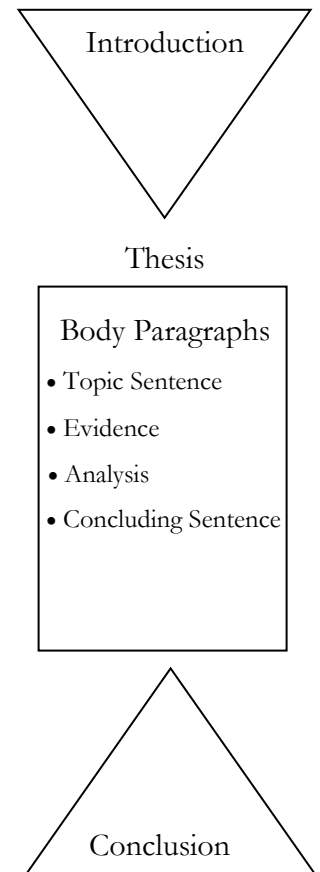 Introduction
Thesis
Body Paragraphs
• Topic Sentence
• Evidence
• Analysis
• Concluding Sentence
Conclusion